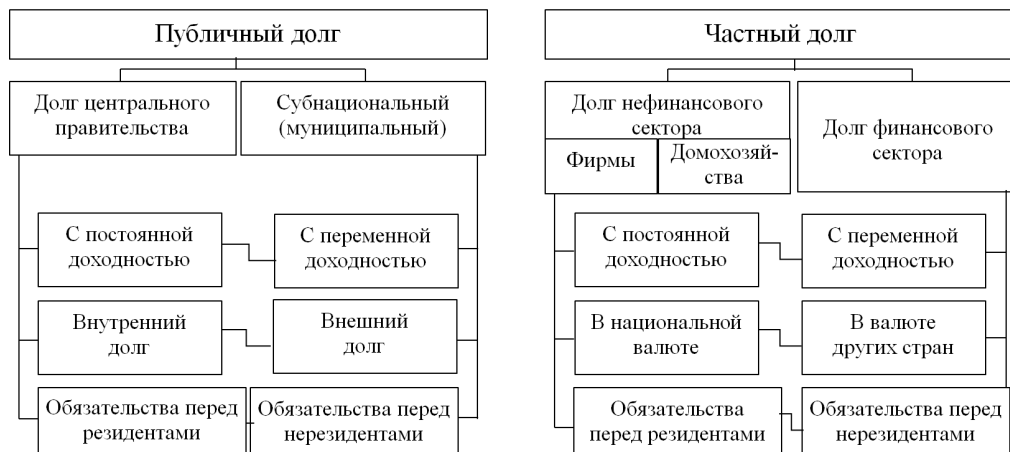 Публичный долг
Долг центрального
правительства
Субнациональный
(муниципальный)
С постоянной
доходностью
С переменной
доходностью
Внутренний
долг
Внешний
долг
Обязательства перед
резидентами
Обязательства перед
нерезидентами
Частный долг
Долг нефинансового
сектора
Фирмы
Домохозяй-
ства
Долг финансового
сектора
С постоянной
доходностью
С переменной
доходностью
В национальной
валюте
В валюте
других стран
Обязательства
перед резидентами
Обязательства перед
нерезидентами